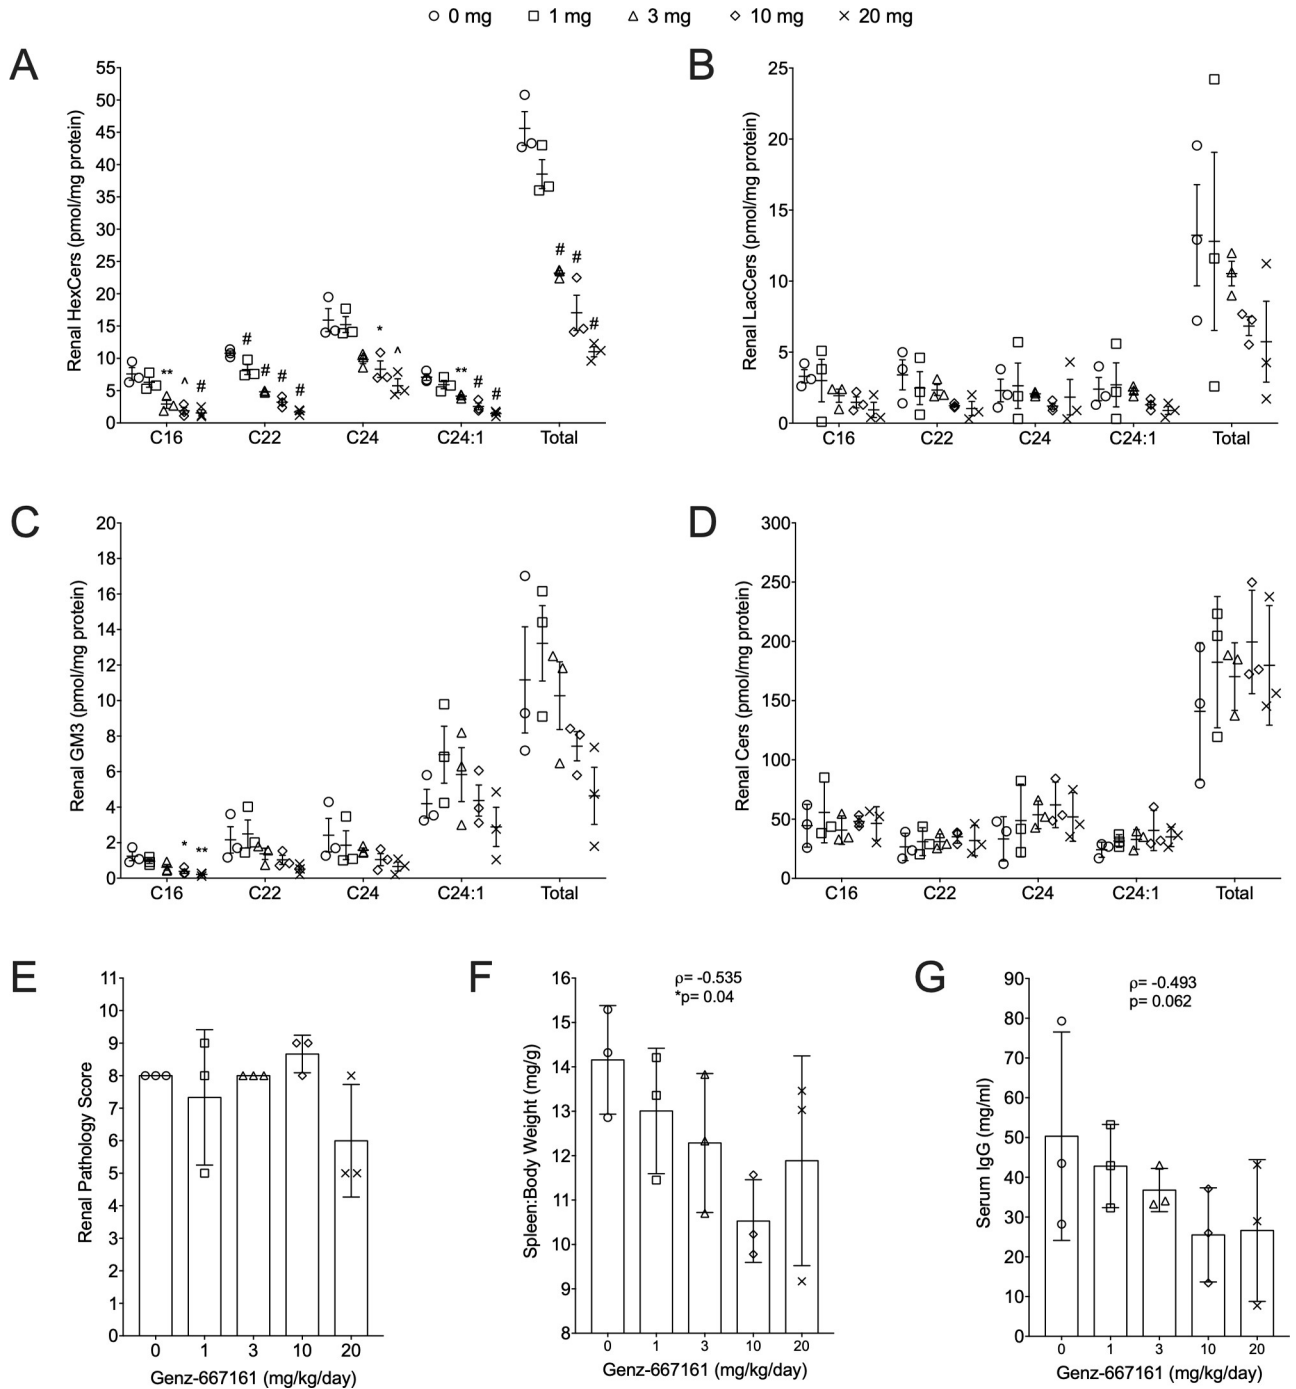 0 mg 1 mg 3 mg 10 mg 20 mg
A
Renal HexCers (pmol/mg protein)
55
50
45
40
35
30
25
20
15
10
5
0
** ^ #
# # # #
* ^
** # #
# # #
C16 C22 C24 C24:1 Total
B
Renal LacCers (pmol/mg protein)
25
20
15
10
5
0
C16 C22 C24 C24:1 Total
C
Renal GM3 (pmol/mg protein)
20
18
16
14
12
10
8
6
4
2
0
* **
C16 C22 C24 C24:1 Total
D
Renal Cers (pmol/mg protein)
300
250
200
150
100
50
0
C16 C22 C24 C24:1 Total
E
Renal Pathology Score
11
10
9
8
7
6
5
4
3
2
1
0
0 1 3 10 20
Genz-667161 (mg/kg/day)
F
Spleen:Body Weight (mg/g)
ρ= -0.535
*p= 0.04
16
15
14
13
12
11
10
9
8
0 1 3 10 20
Genz-667161 (mg/kg/day)
G
Serum IgG (mg/ml)
ρ= -0.493
p= 0.062
90
80
70
60
50
40
30
20
10
0
0 1 3 10 20
Genz-667161 (mg/kg/day)